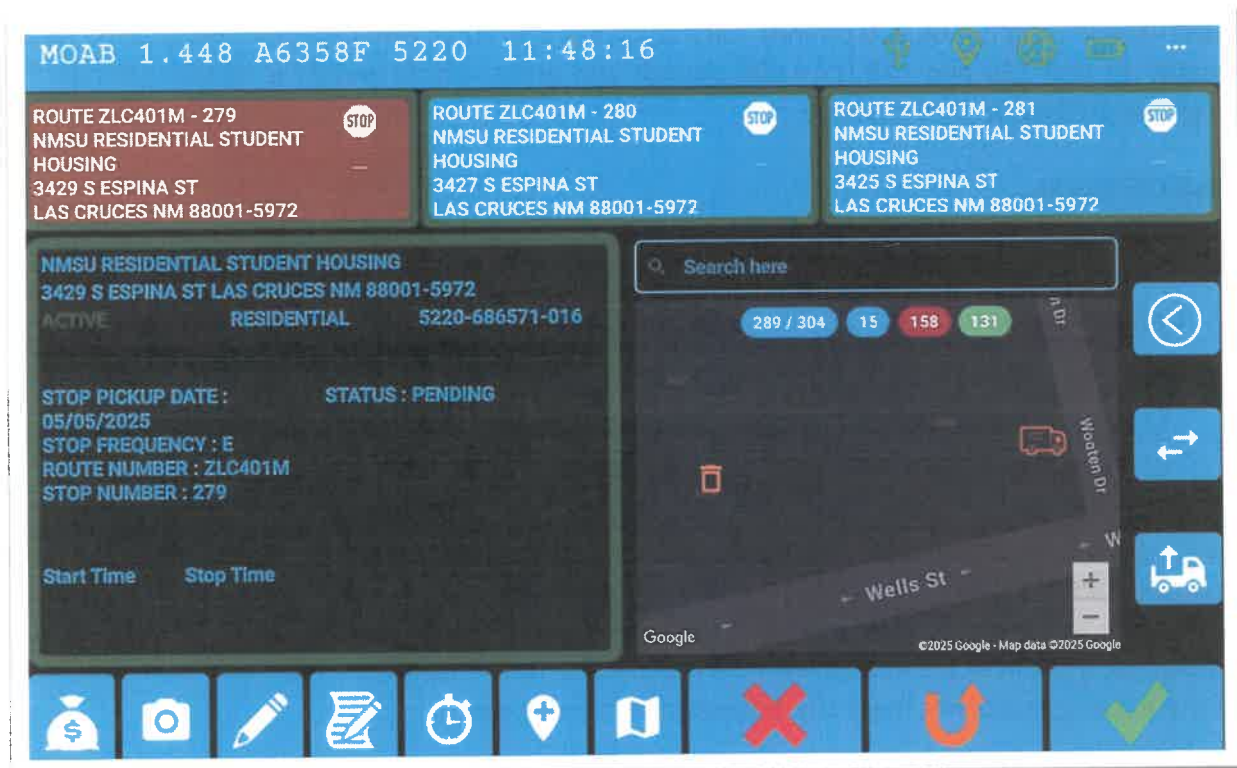 MOAB 1.448 A6358F 5220 11:48:16
ROUTE ZLC401M - 279
NMSU RESIDENTIAL STUDENT
HOUSING
3429 S ESPINA ST
LAS CRUCES NM 88001-5972
STOP
ROUTE ZLC401M - 280
NMSU RESIDENTIAL STUDENT
HOUSING
3427 S ESPINA ST
LAS CRUCES NM 88001-5972
STOP
ROUTE ZLC401M - 281
NMSU RESIDENTIAL STUDENT
HOUSING
3425 S ESPINA ST
LAS CRUCES NM 88001-5972
STOP
NMSU RESIDENTIAL STUDENT HOUSING
3429 S ESPINA ST LAS CRUCES NM 88001-5972
ACTIVE RESIDENTIAL 5220-686571-016
STOP PICKUP DATE : STATUS : PENDING
05/05/2025
STOP FREQUENCY : E
ROUTE NUMBER : ZLC401M
STOP NUMBER : 279
Start Time Stop Time
Search here
289 / 304 15 158 131
n Dr
Wooten Dr
W
Wells St
+
−
Google
©2025 Google - Map data ©2025 Google
$